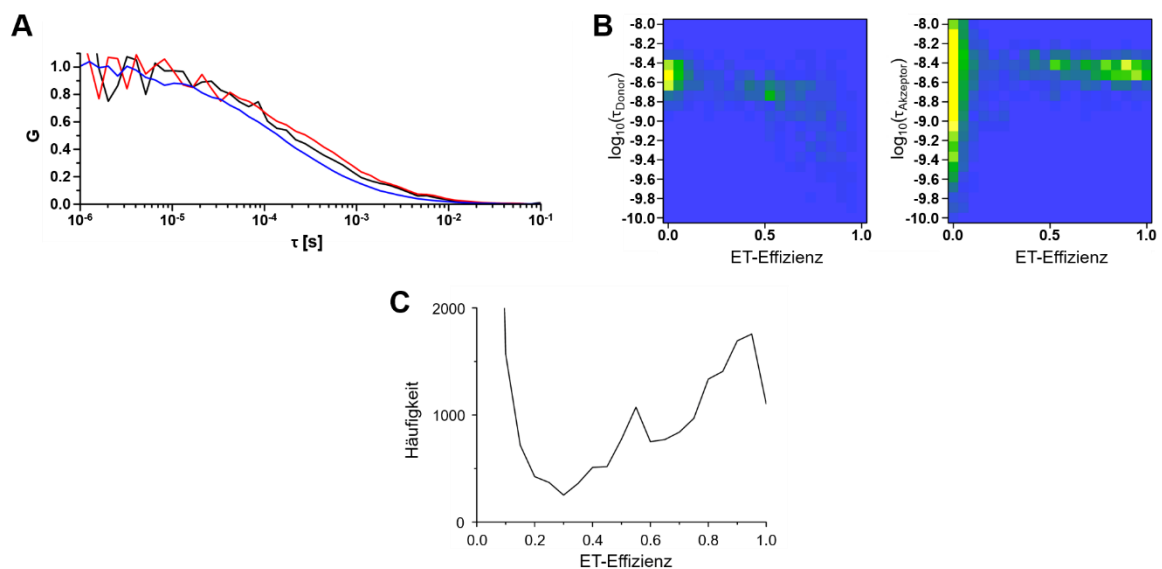 A
G
1.0
0.8
0.6
0.4
0.2
0.0
10⁻⁶ 10⁻⁵ 10⁻⁴ 10⁻³ 10⁻² 10⁻¹
τ [s]
B
log₁₀(τDonor)
-8.0
-8.2
-8.4
-8.6
-8.8
-9.0
-9.2
-9.4
-9.6
-9.8
-10.0
0.0 0.5 1.0
ET-Effizienz
log₁₀(τAkzeptor)
-8.0
-8.2
-8.4
-8.6
-8.8
-9.0
-9.2
-9.4
-9.6
-9.8
-10.0
0.0 0.5 1.0
ET-Effizienz
C
Häufigkeit
2000
1000
0
0.0 0.2 0.4 0.6 0.8 1.0
ET-Effizienz